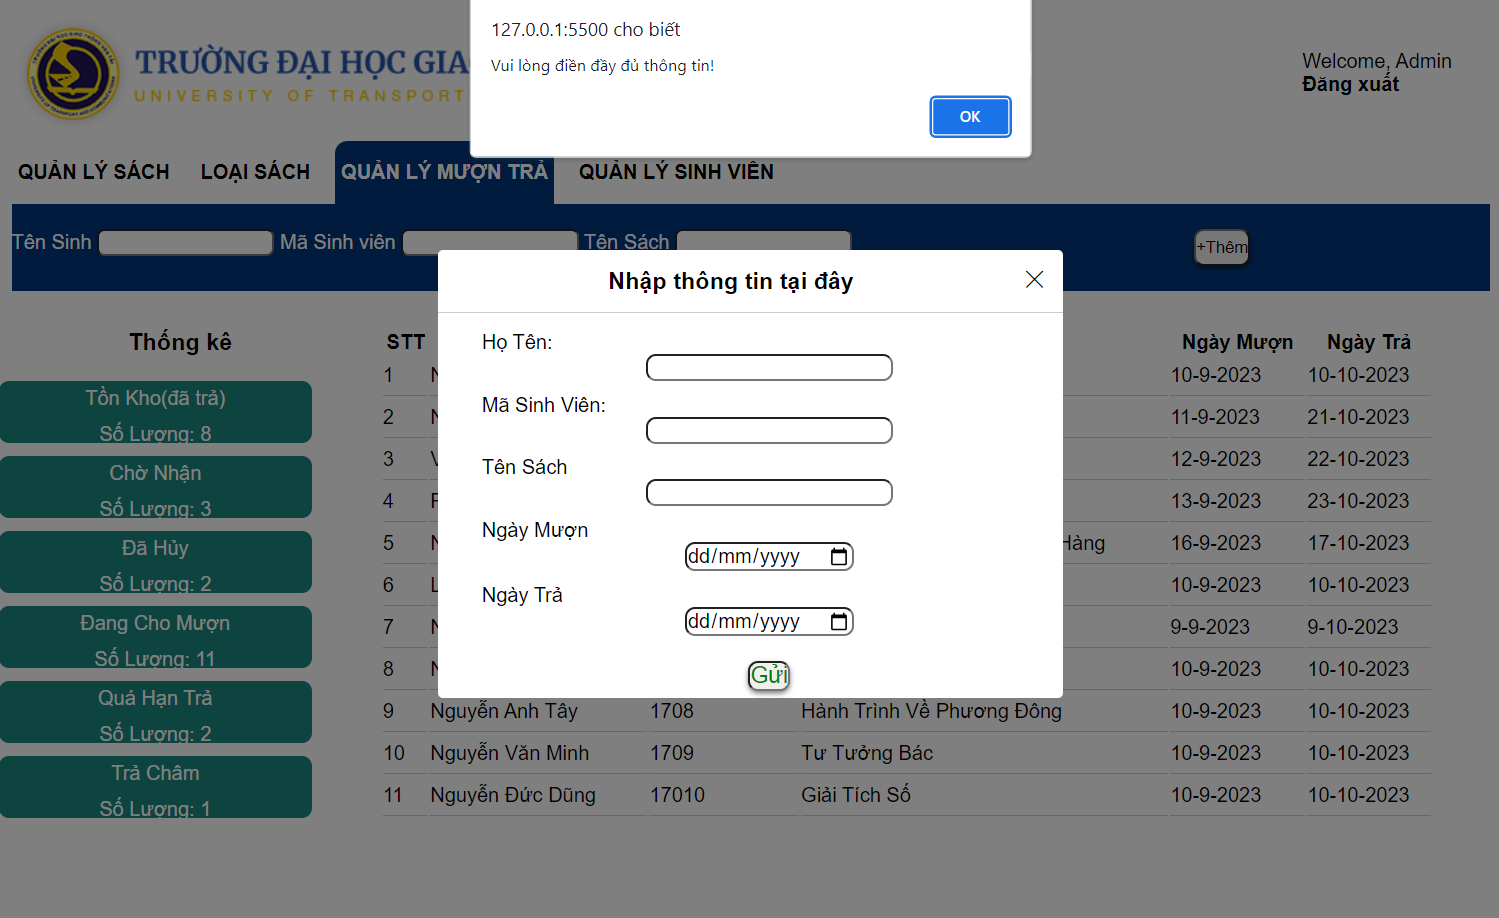 127.0.0.1:5500 cho biết
Vui lòng điền đầy đủ thông tin!
OK
TRƯỜNG ĐẠI HỌC GIA
UNIVERSITY OF TRANSPORT
Welcome, Admin
Đăng xuất
QUẢN LÝ SÁCH LOẠI SÁCH QUẢN LÝ MƯỢN TRẢ QUẢN LÝ SINH VIÊN
Tên Sinh Mã Sinh viên Tên Sách +Thêm
Nhập thông tin tại đây
Họ Tên:
Mã Sinh Viên:
Tên Sách
Ngày Mượn
dd/mm/yyyy
Ngày Trả
dd/mm/yyyy
Gửi
Thống kê
Tồn Kho(đã trả)
Số Lượng: 8
Chờ Nhận
Số Lượng: 3
Đã Hủy
Số Lượng: 2
Đang Cho Mượn
Số Lượng: 11
Quá Hạn Trả
Số Lượng: 2
Trả Châm
Số Lượng: 1
STT Ngày Mượn Ngày Trả
1 10-9-2023 10-10-2023
2 11-9-2023 21-10-2023
3 12-9-2023 22-10-2023
4 13-9-2023 23-10-2023
5 Hàng 16-9-2023 17-10-2023
6 10-9-2023 10-10-2023
7 9-9-2023 9-10-2023
8 10-9-2023 10-10-2023
9 Nguyễn Anh Tây 1708 Hành Trình Về Phương Đông 10-9-2023 10-10-2023
10 Nguyễn Văn Minh 1709 Tư Tưởng Bác 10-9-2023 10-10-2023
11 Nguyễn Đức Dũng 17010 Giải Tích Số 10-9-2023 10-10-2023